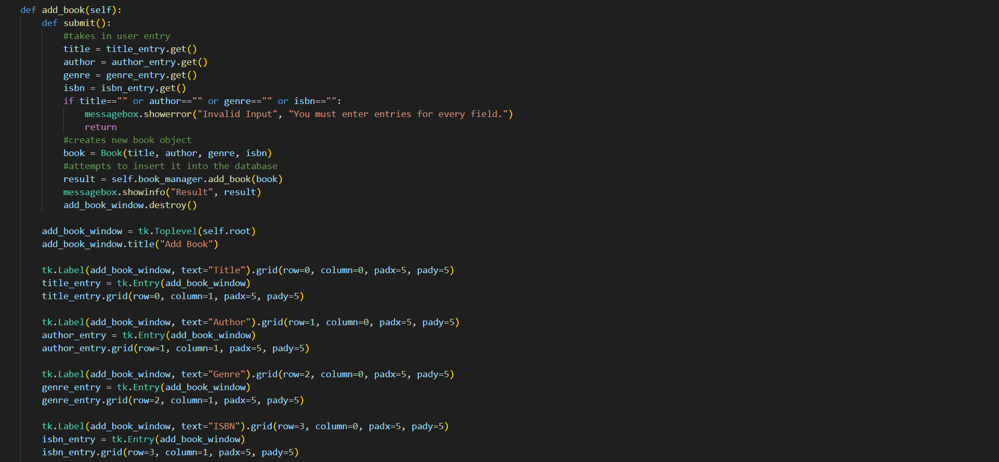 def add_book(self):
    def submit():
        #takes in user entry
        title = title_entry.get()
        author = author_entry.get()
        genre = genre_entry.get()
        isbn = isbn_entry.get()
        if title=="" or author=="" or genre=="" or isbn=="":
            messagebox.showerror("Invalid Input", "You must enter entries for every field.")
            return
        #creates new book object
        book = Book(title, author, genre, isbn)
        #attempts to insert it into the database
        result = self.book_manager.add_book(book)
        messagebox.showinfo("Result", result)
        add_book_window.destroy()

    add_book_window = tk.Toplevel(self.root)
    add_book_window.title("Add Book")

    tk.Label(add_book_window, text="Title").grid(row=0, column=0, padx=5, pady=5)
    title_entry = tk.Entry(add_book_window)
    title_entry.grid(row=0, column=1, padx=5, pady=5)

    tk.Label(add_book_window, text="Author").grid(row=1, column=0, padx=5, pady=5)
    author_entry = tk.Entry(add_book_window)
    author_entry.grid(row=1, column=1, padx=5, pady=5)

    tk.Label(add_book_window, text="Genre").grid(row=2, column=0, padx=5, pady=5)
    genre_entry = tk.Entry(add_book_window)
    genre_entry.grid(row=2, column=1, padx=5, pady=5)

    tk.Label(add_book_window, text="ISBN").grid(row=3, column=0, padx=5, pady=5)
    isbn_entry = tk.Entry(add_book_window)
    isbn_entry.grid(row=3, column=1, padx=5, pady=5)